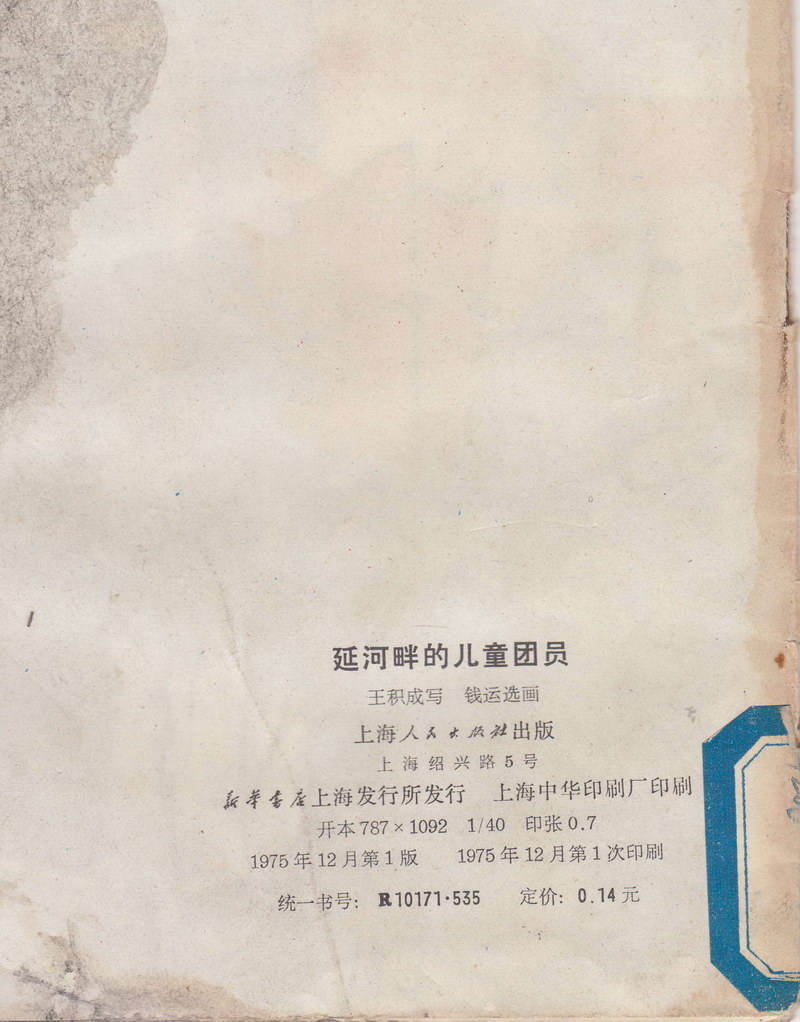 延河畔的儿童团员
王积成写 钱运选画
上海人民出版社出版
上海绍兴路5号
新华书店上海发行所发行 上海中华印刷厂印刷
开本787×1092 1/40 印张0.7
1975年12月第1版 1975年12月第1次印刷
统一书号: R10171·535 定价: 0.14元